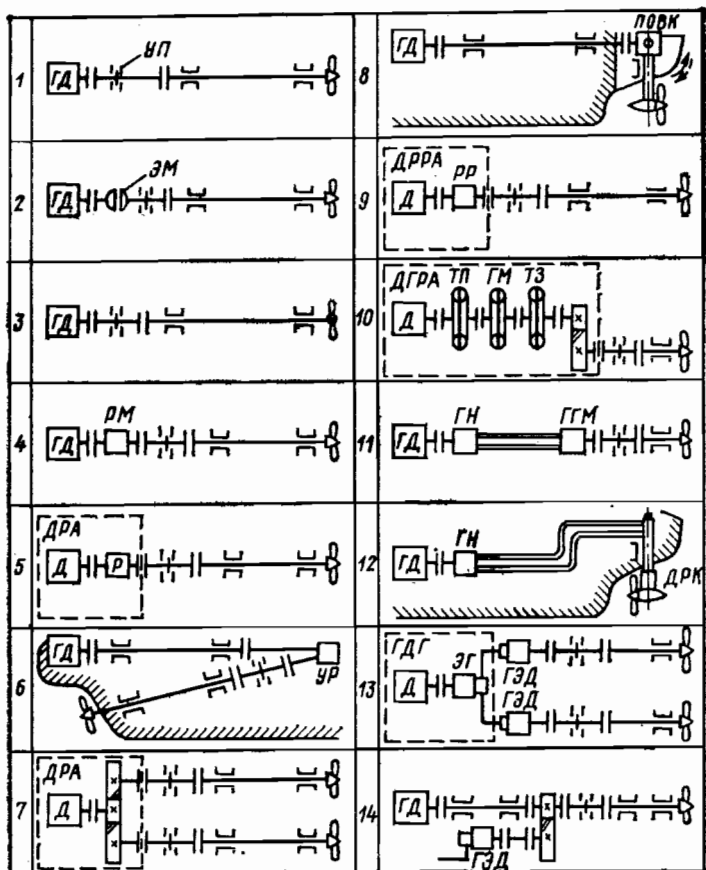 1
ГД
УП
2
ГД
ЭМ
3
ГД
4
ГД
РМ
5
ДРА
Д
Р
6
ГД
УР
7
ДРА
Д
8
ГД
ПОВК
9
ДРРА
РР
Д
10
ДГРА
ТП ГМ ТЗ
Д
11
ГН
ГГМ
ГД
12
ГН
ГД
ДРК
13
ГДГ
ЭГ
ГЭД
Д
ГЭД
14
ГД
ГЭД